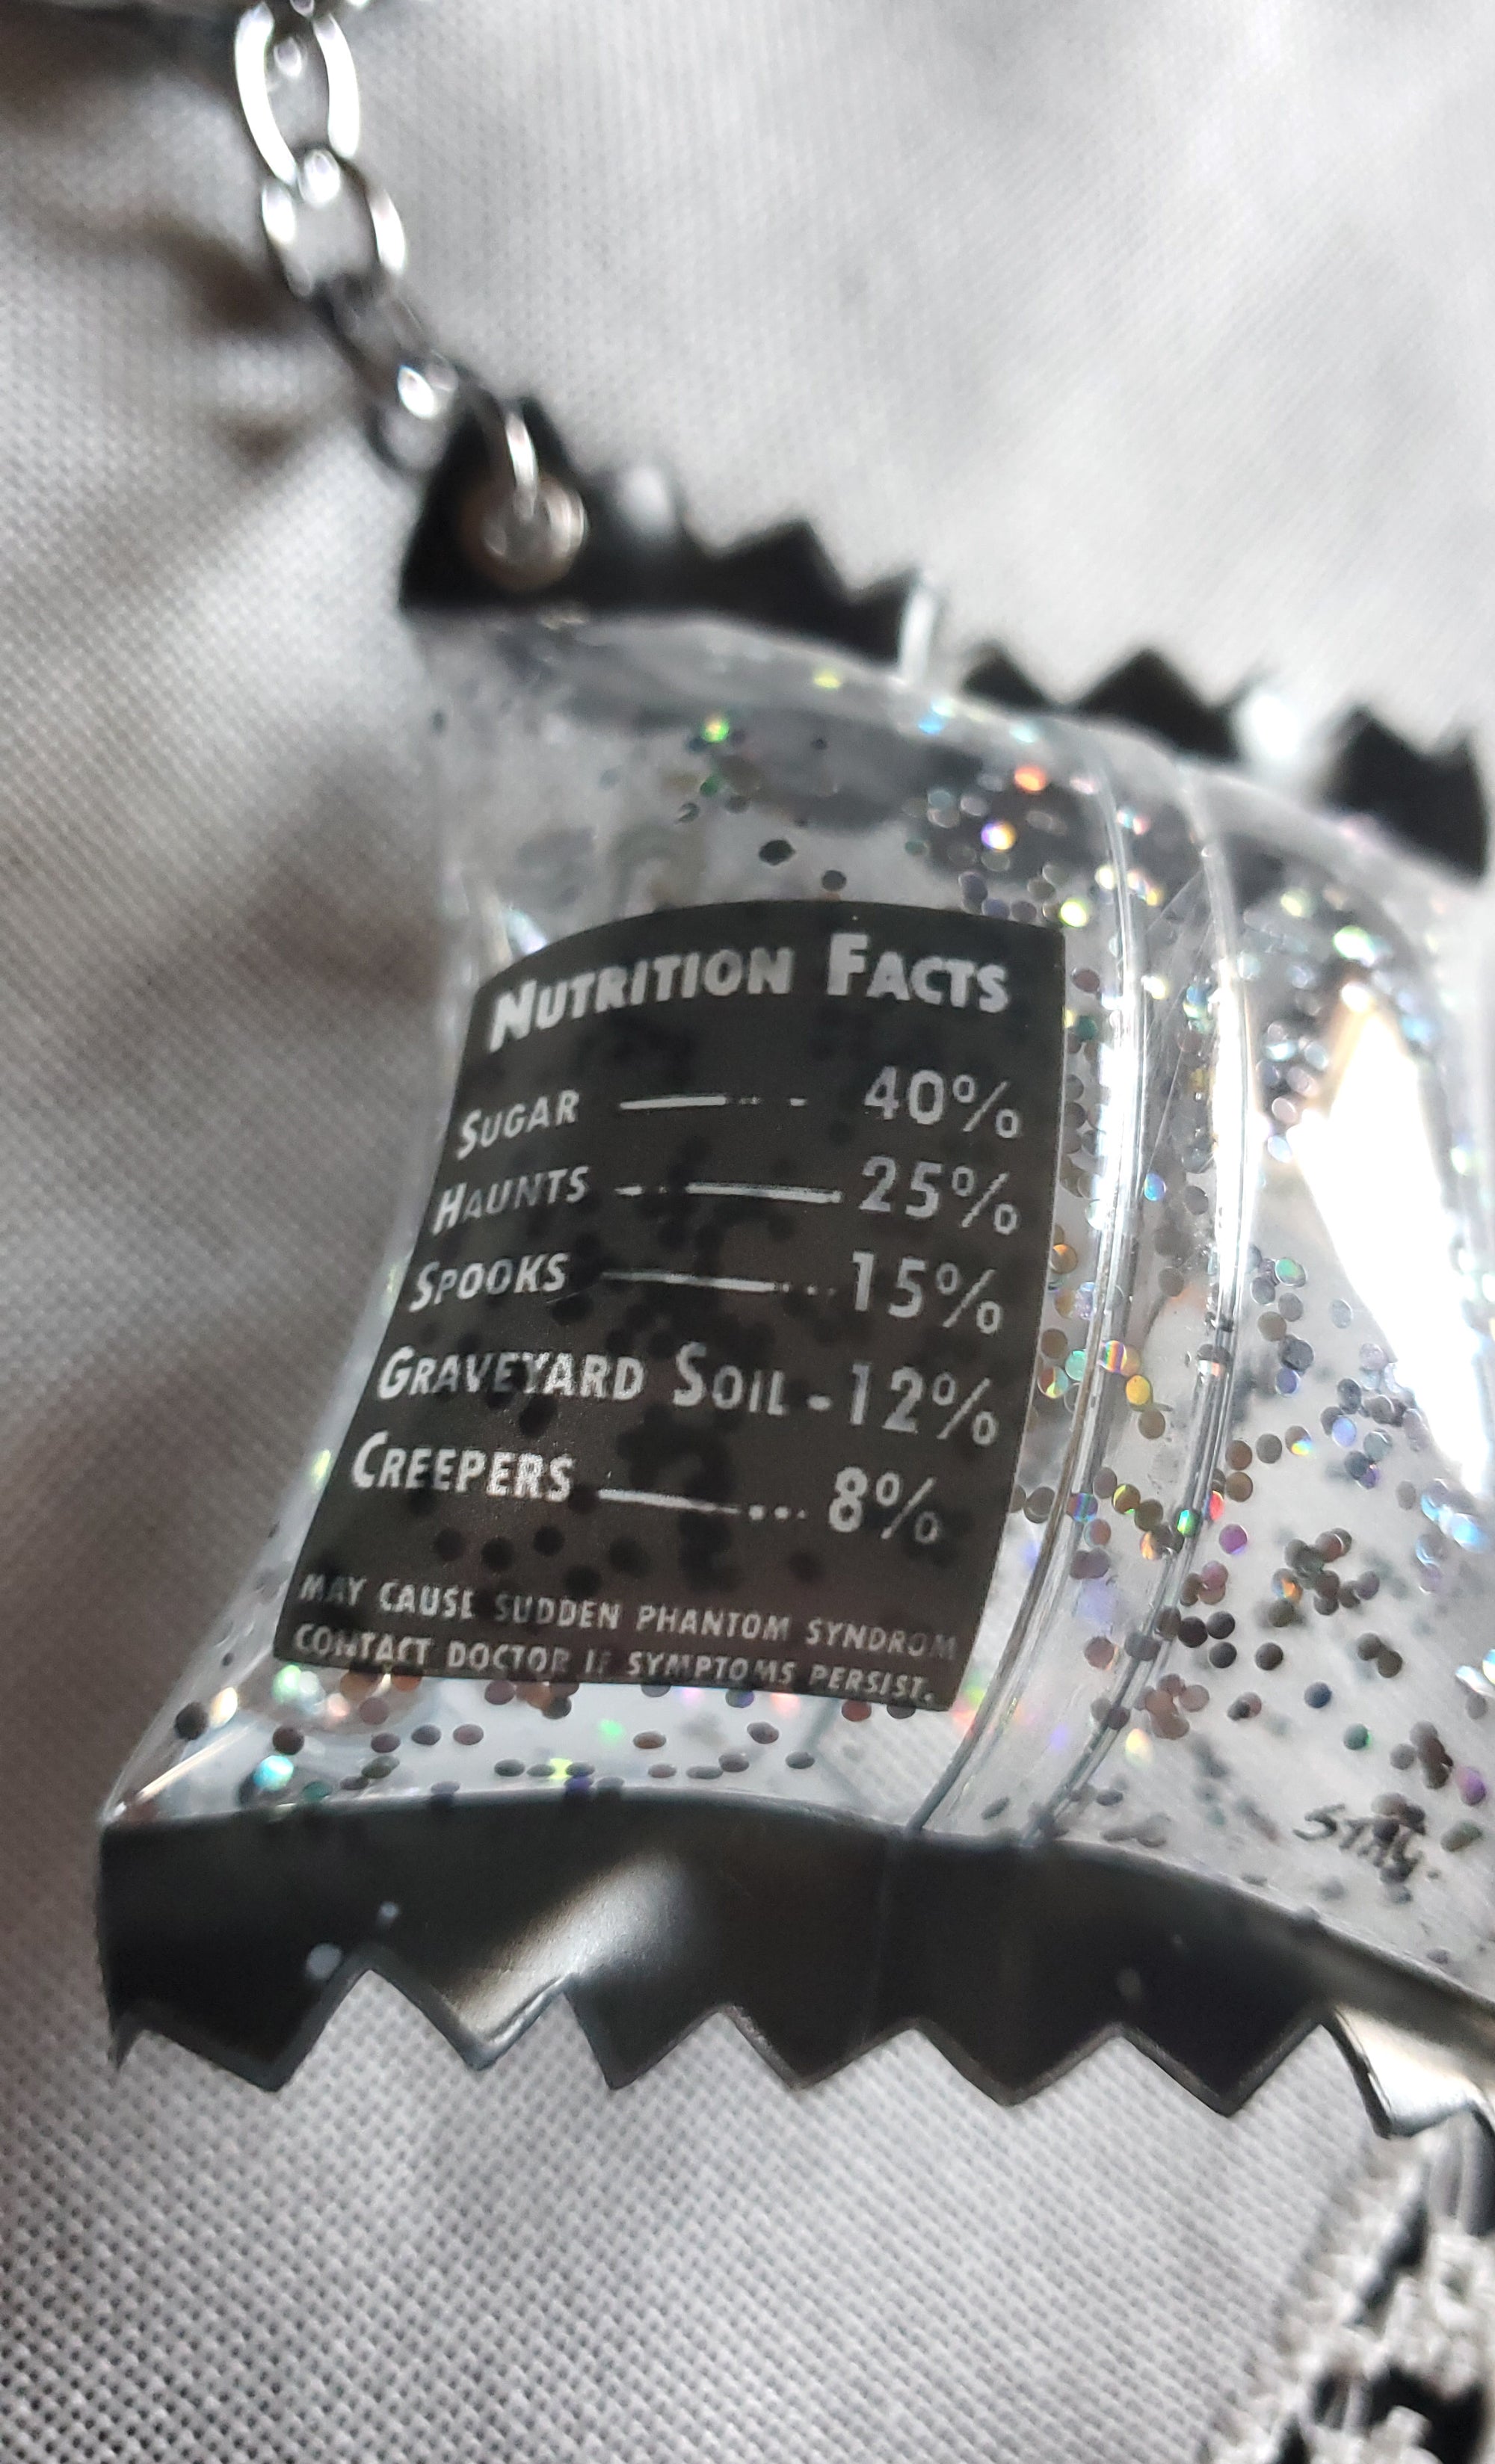 NUTRITION FACTS
SUGAR 40%
HAUNTS 25%
SPOOKS 15%
GRAVEYARD SOIL - 12%
CREEPERS 8%
MAY CAUSE SUDDEN PHANTOM SYNDROM
CONTACT DOCTOR IF SYMPTOMS PERSIST.